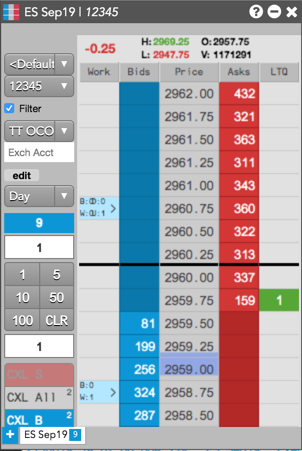 ES Sep19 | 12345
-0.25
H: 2969.25 O: 2957.75
L: 2947.75 V: 1171291
Work Bids Price Asks LTQ
<Default
12345
Filter
TT OCO
Exch Acct
edit
Day
9
1
1 5
10 50
100 CLR
1
CXL S
CXL All 2
CXL B 2
2962.00 432
2961.75 321
2961.50 363
2961.25 311
2961.00 343
2960.75 360
2960.50 322
2960.25 313
2960.00 337
2959.75 159 1
81 2959.50
199 2959.25
256 2959.00
B:0
W:1 324 2958.75
287 2958.50
+ ES Sep19 9